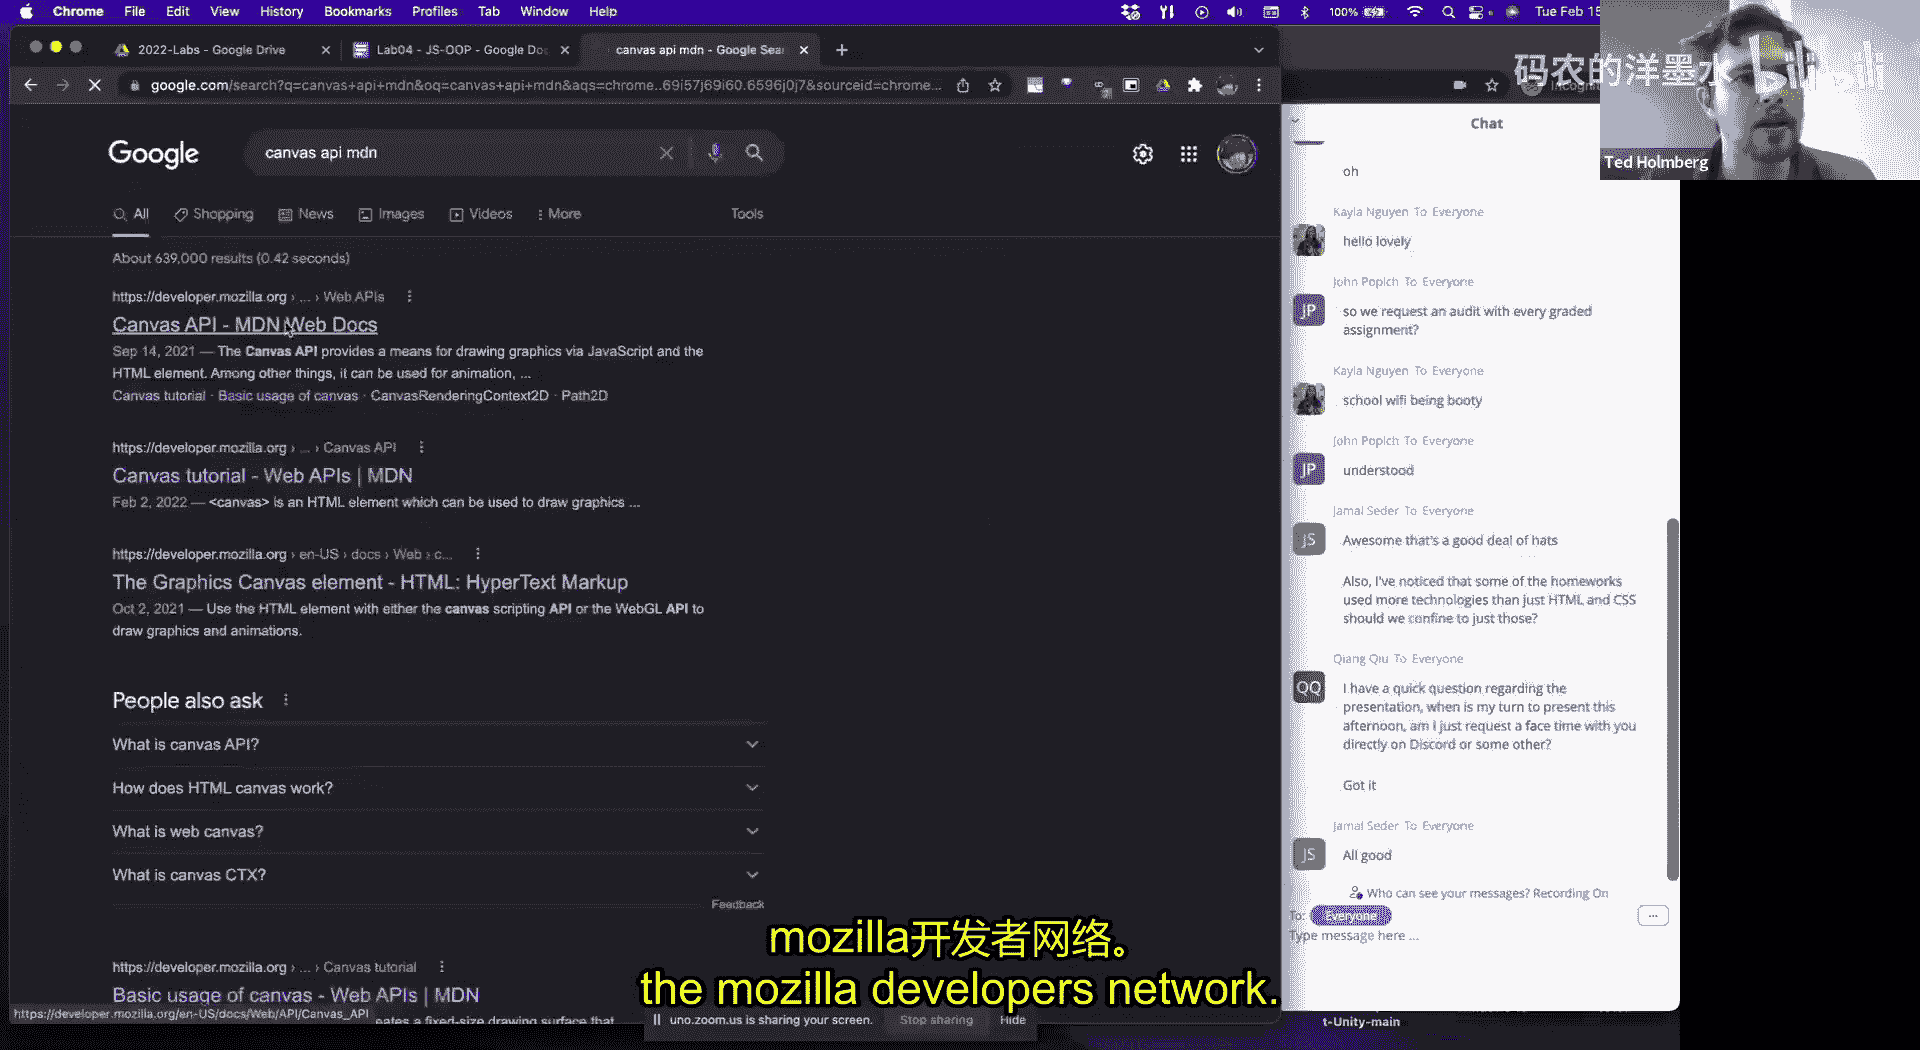 Chrome File Edit View History Bookmarks Profiles Tab Window Help
100%
Tue Feb 15
2022-Labs - Google Drive
Lab04 - JS-OOP - Google Do
canvas api mdn - Google Sear
google.com/search?q=canvas+api+mdn&oq=canvas+api+mdn&aqs=chrome..69i57j69i60.6596j0j7&sourceid=chrome...
码农的洋墨水 bilibili
Ted Holmberg
Google
canvas api mdn
All
Shopping
News
Images
Videos
More
Tools
About 639,000 results (0.42 seconds)
https://developer.mozilla.org › ... › Web APIs
Canvas API - MDN Web Docs
Sep 14, 2021 — The Canvas API provides a means for drawing graphics via JavaScript and the
HTML element. Among other things, it can be used for animation, ...
Canvas tutorial · Basic usage of canvas · CanvasRenderingContext2D · Path2D
https://developer.mozilla.org › ... › Canvas API
Canvas tutorial - Web APIs | MDN
Feb 2, 2022 — <canvas> is an HTML element which can be used to draw graphics ...
https://developer.mozilla.org › en-US › docs › Web › c...
The Graphics Canvas element - HTML: HyperText Markup
Oct 2, 2021 — Use the HTML element with either the canvas scripting API or the WebGL API to
draw graphics and animations.
People also ask
What is canvas API?
How does HTML canvas work?
What is web canvas?
What is canvas CTX?
Feedback
https://developer.mozilla.org › ... › Canvas tutorial
Basic usage of canvas - Web APIs | MDN
https://developer.mozilla.org/en-US/docs/Web/API/Canvas_API
eates a fixed-size drawing surface that
Chat
oh
Kayla Nguyen To Everyone
hello lovely
John Popich To Everyone
JP
so we request an audit with every graded
assignment?
Kayla Nguyen To Everyone
school wifi being booty
John Popich To Everyone
JP
understood
Jamal Seder To Everyone
JS
Awesome that's a good deal of hats
Also, I've noticed that some of the homeworks
used more technologies than just HTML and CSS
should we confine to just those?
Qiang Qiu To Everyone
QQ
I have a quick question regarding the
presentation, when is my turn to present this
afternoon, am I just request a face time with you
directly on Discord or some other?
Got it
Jamal Seder To Everyone
JS
All good
Who can see your messages? Recording On
To: Everyone
Type message here ...
mozilla开发者网络。
the mozilla developers network.
uno.zoom.us is sharing your screen.
Stop sharing
Hide
t-Unity-main